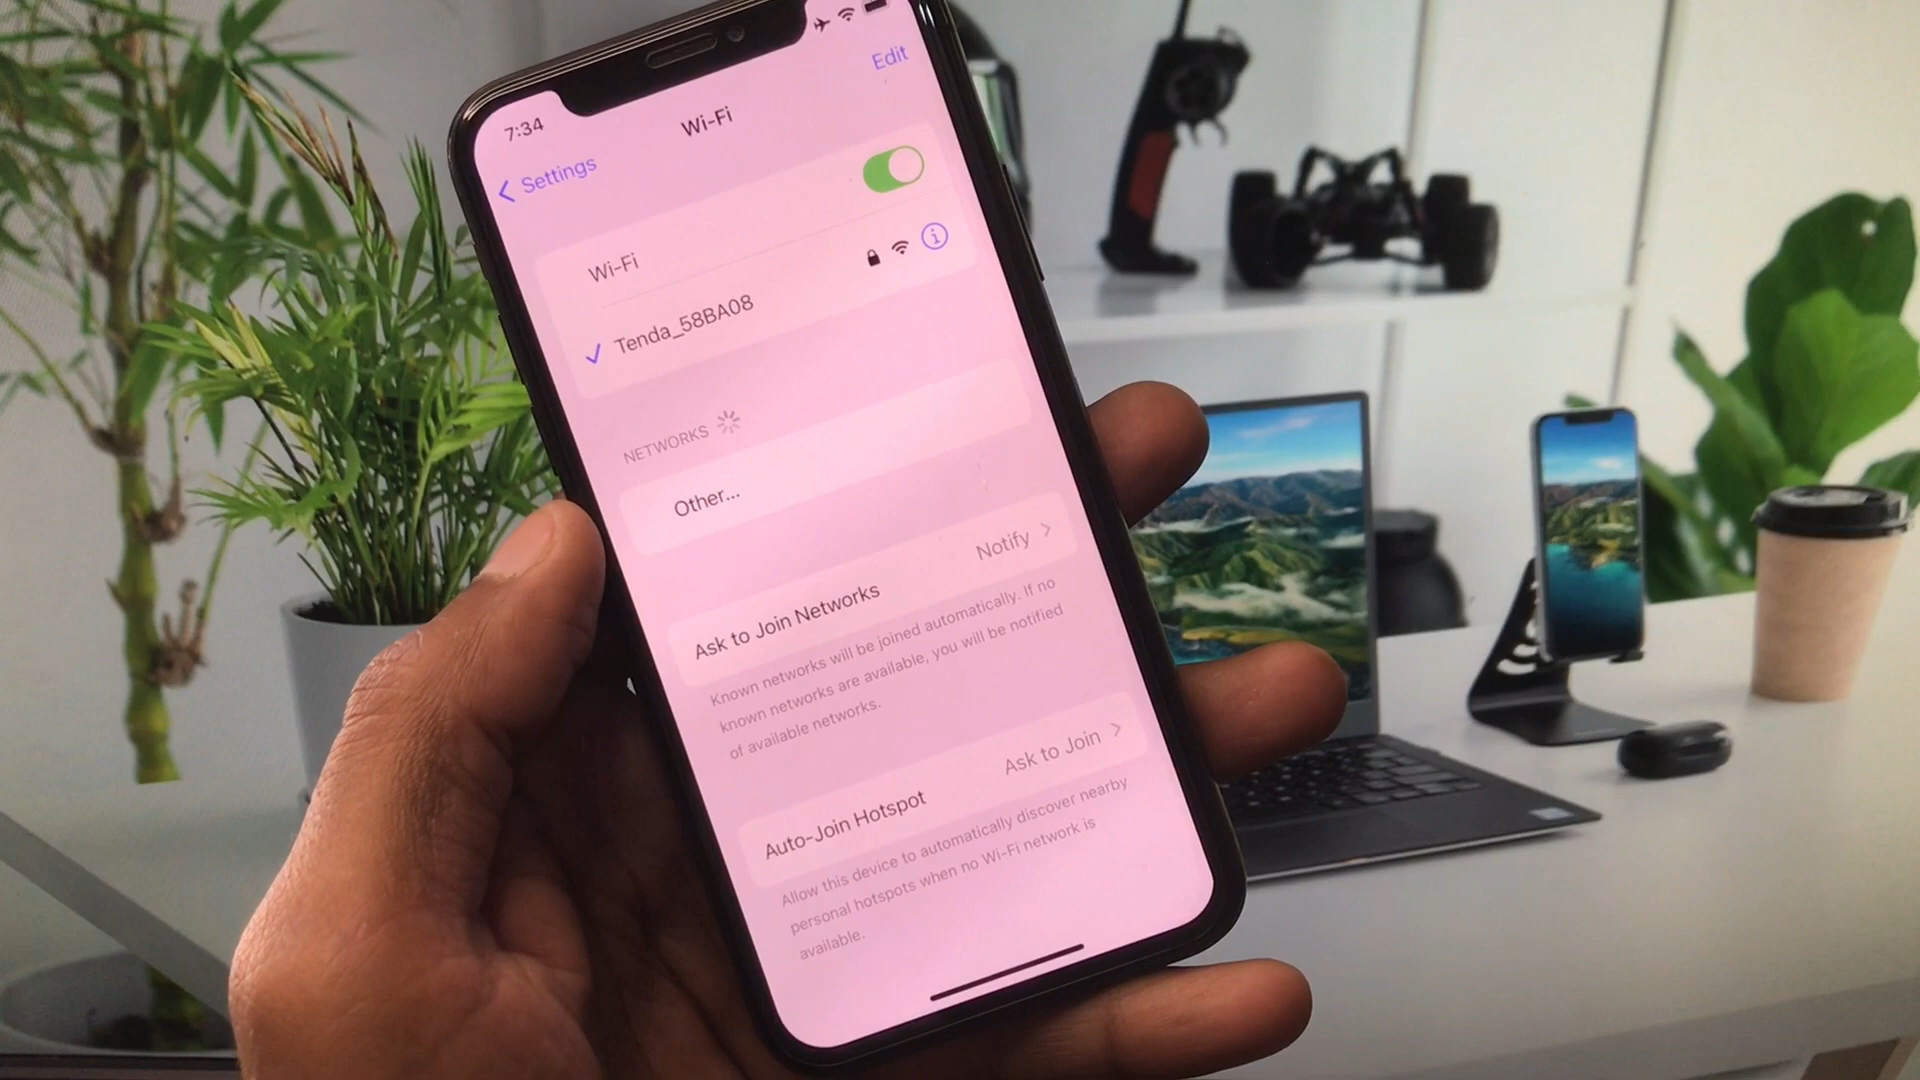 7:34
Edit
Settings
Wi-Fi
Wi-Fi
Tenda_58BA08
NETWORKS
Other...
Ask to Join Networks
Notify
Known networks will be joined automatically. If no
known networks are available, you will be notified
of available networks.
Auto-Join Hotspot
Ask to Join
Allow this device to automatically discover nearby
personal hotspots when no Wi-Fi network is
available.